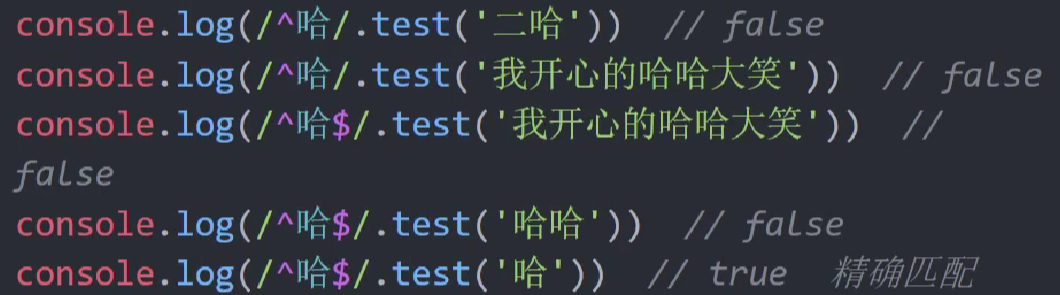 console.log(/^哈/.test('二哈'))  // false
console.log(/^哈/.test('我开心的哈哈大笑'))  // false
console.log(/^哈$/.test('我开心的哈哈大笑'))  //
false
console.log(/^哈$/.test('哈哈'))  // false
console.log(/^哈$/.test('哈'))  // true  精确匹配